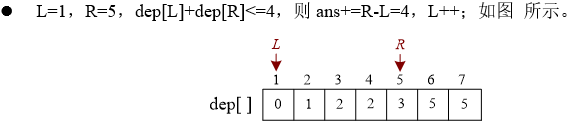 ● L=1，R=5，dep[L]+dep[R]<=4，则 ans+=R-L=4，L++；如图 所示。
L R
1 2 3 4 5 6 7
dep[ ] 0 1 2 2 3 5 5